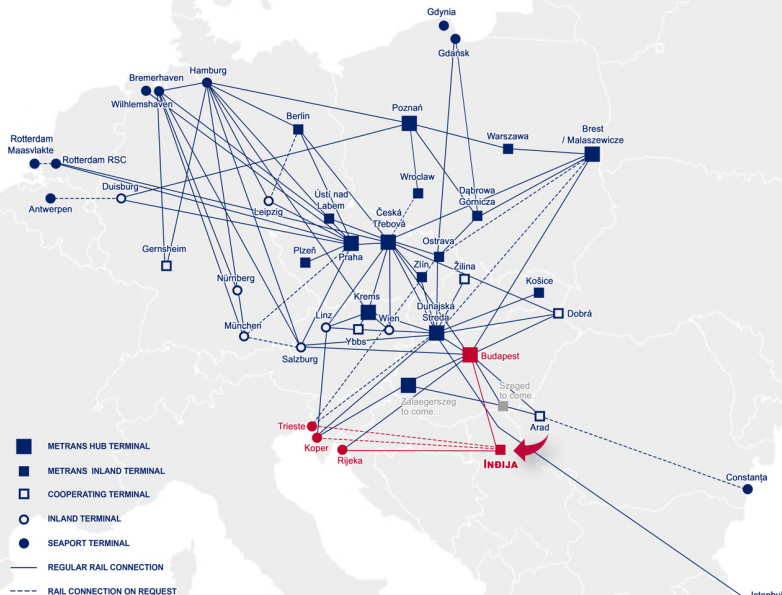 Gdynia
Gdańsk
Hamburg
Bremerhaven
Wilhlemshaven
Berlin
Poznań
Warszawa
Brest
/ Malaszewicze
Rotterdam
Maasvlakte
Rotterdam RSC
Duisburg
Antwerpen
Leipzig
Ústí nad
Labem
Česká
Třebová
Wroclaw
Dąbrowa
Górnicza
Gernsheim
Plzeň
Praha
Ostrava
Zlín
Žilina
Nürnberg
Košice
Krems
Dunajská
Streda
Linz
Wien
Ybbs
Dobrá
München
Salzburg
Budapest
Zalaegerszeg
to come...
Szeged
to come...
Arad
Trieste
Koper
Rijeka
INĐIJA
Constanța
Istanbul
METRANS HUB TERMINAL
METRANS INLAND TERMINAL
COOPERATING TERMINAL
INLAND TERMINAL
SEAPORT TERMINAL
REGULAR RAIL CONNECTION
RAIL CONNECTION ON REQUEST